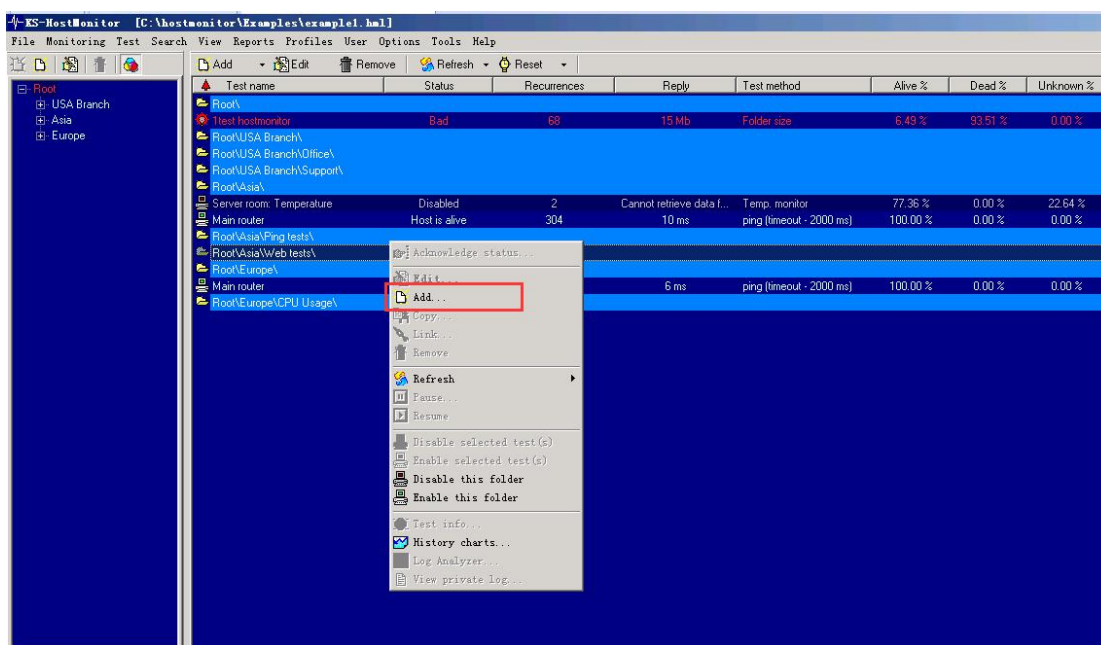 KS-HostMonitor [C:\hostmonitor\Examples\example1.hml]
File Monitoring Test Search View Reports Profiles User Options Tools Help
Add Edit Remove Refresh Reset
Root
USA Branch
Asia
Europe
Test name Status Recurrences Reply Test method Alive % Dead % Unknown %
Root\
1test hostmonitor Bad 68 15 Mb Folder size 6.49 % 93.51 % 0.00 %
Root\USA Branch\
Root\USA Branch\Office\
Root\USA Branch\Support\
Root\Asia\
Server room: Temperature Disabled 2 Cannot retrieve data f... Temp. monitor 77.36 % 0.00 % 22.64 %
Main router Host is alive 304 10 ms ping (timeout - 2000 ms) 100.00 % 0.00 % 0.00 %
Root\Asia\Ping tests\
Root\Asia\Web tests\
Root\Europe\
Main router 6 ms ping (timeout - 2000 ms) 100.00 % 0.00 % 0.00 %
Root\Europe\CPU Usage\
Acknowledge status...
Edit...
Add...
Copy...
Link...
Remove
Refresh
Pause...
Resume
Disable selected test(s)
Enable selected test(s)
Disable this folder
Enable this folder
Test info...
History charts...
Log Analyzer...
View private log...